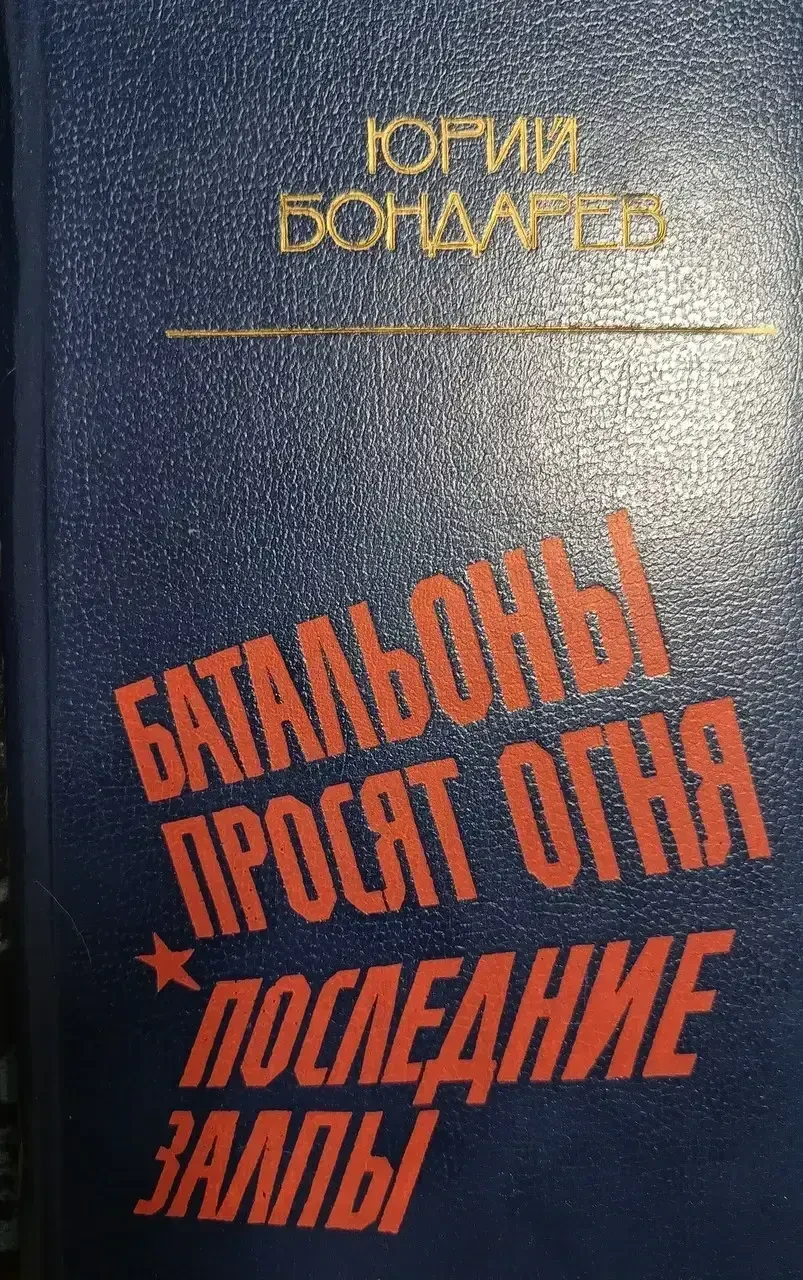 ЮРИЙ
БОНДАРЕВ
БАТАЛЬОНЫ
ПРОСЯТ ОГНЯ
ПОСЛЕДНИЕ
ЗАЛПЫ